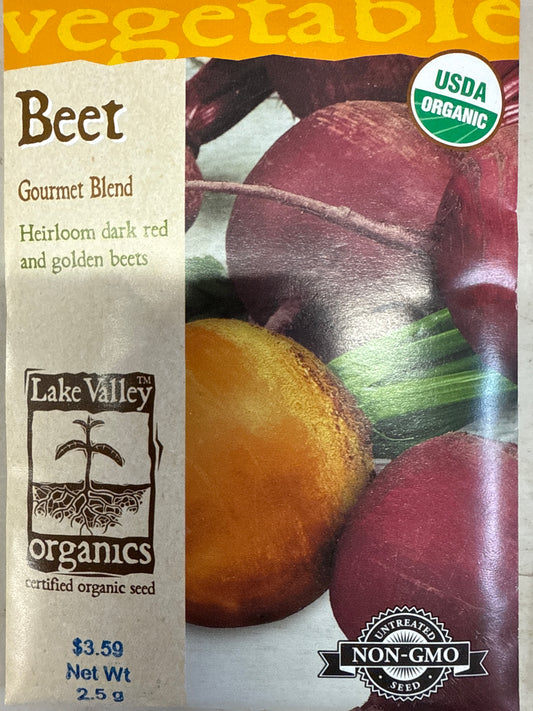 vegetable
Beet
Gourmet Blend
Heirloom dark red
and golden beets
USDA
ORGANIC
Lake Valley™
organics
certified organic seed
$3.59
Net Wt
2.5 g
UNTREATED
NON-GMO
SEED